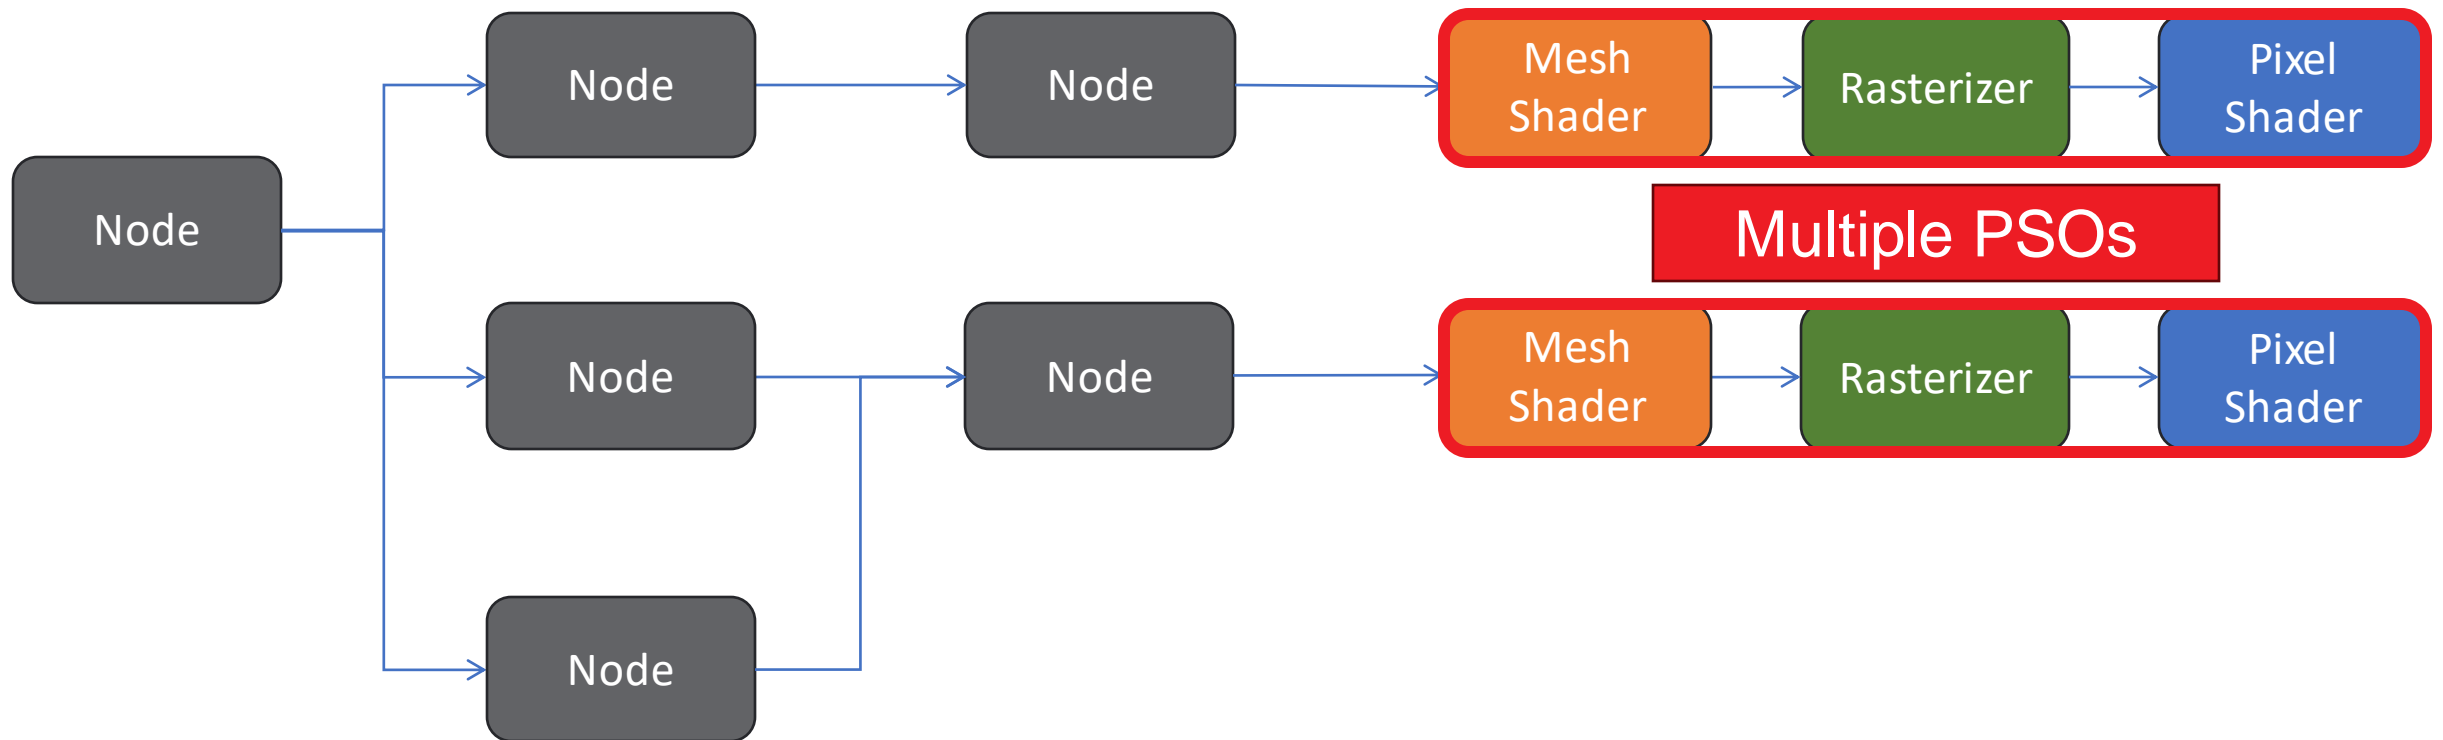 Node
Node
Mesh
Shader
Rasterizer
Pixel
Shader
Node
Multiple PSOs
Node
Node
Mesh
Shader
Rasterizer
Pixel
Shader
Node